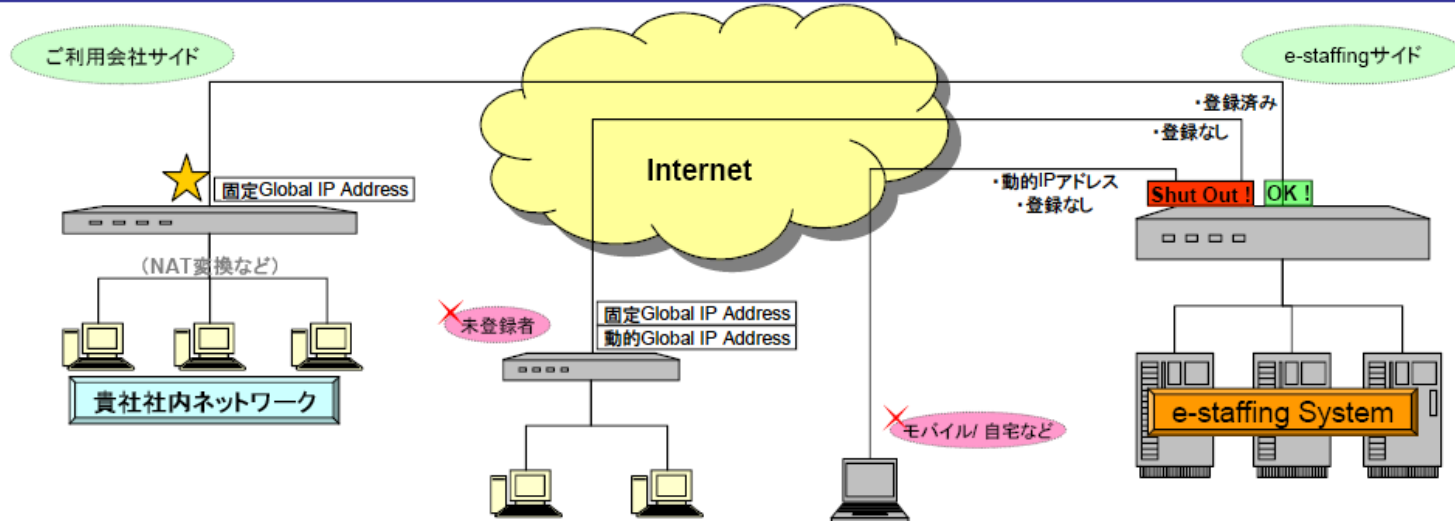 ご利用会社サイド
e-staffingサイド
・登録済み
・登録なし
Internet
・動的IPアドレス
・登録なし
Shut Out !
OK !
固定Global IP Address
(NAT変換など)
未登録者
固定Global IP Address
動的Global IP Address
貴社社内ネットワーク
モバイル/ 自宅など
e-staffing System